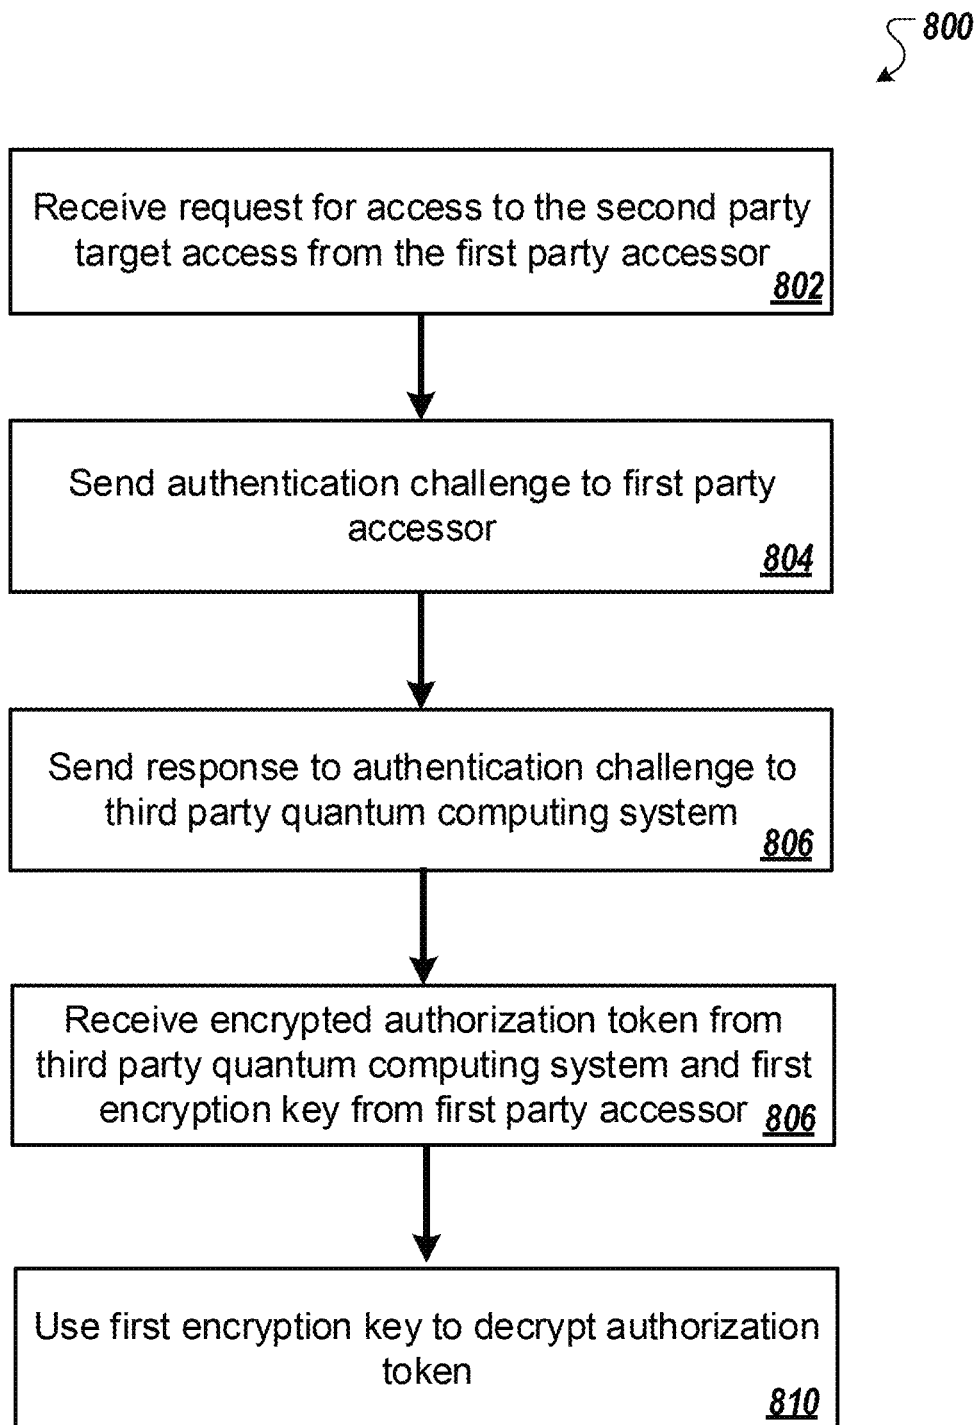 800
Receive request for access to the second party
target access from the first party accessor
802
Send authentication challenge to first party
accessor
804
Send response to authentication challenge to
third party quantum computing system
806
Receive encrypted authorization token from
third party quantum computing system and first
encryption key from first party accessor 806
Use first encryption key to decrypt authorization
token
810